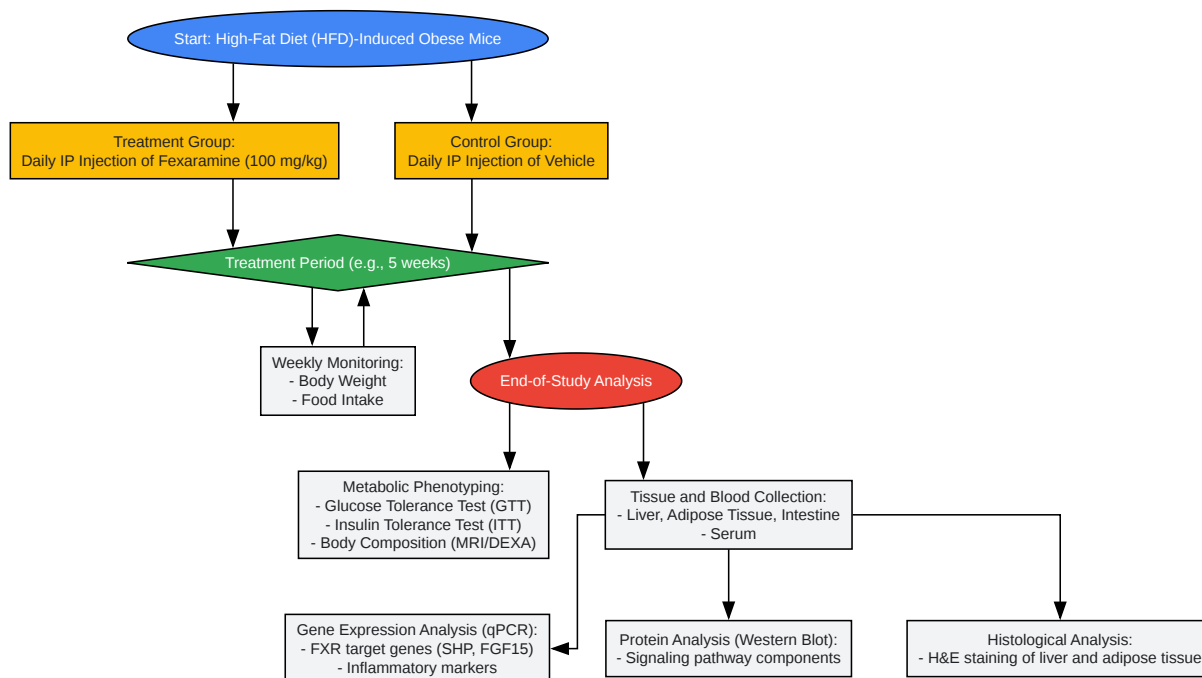 Start: High-Fat Diet (HFD)-Induced Obese Mice
Treatment Group:
Daily IP Injection of Fexaramine (100 mg/kg)
Control Group:
Daily IP Injection of Vehicle
Treatment Period (e.g., 5 weeks)
Weekly Monitoring:
- Body Weight
- Food Intake
End-of-Study Analysis
Metabolic Phenotyping:
- Glucose Tolerance Test (GTT)
- Insulin Tolerance Test (ITT)
- Body Composition (MRI/DEXA)
Tissue and Blood Collection:
- Liver, Adipose Tissue, Intestine
- Serum
Gene Expression Analysis (qPCR):
- FXR target genes (SHP, FGF15)
- Inflammatory markers
Protein Analysis (Western Blot):
- Signaling pathway components
Histological Analysis:
- H&E staining of liver and adipose tissue